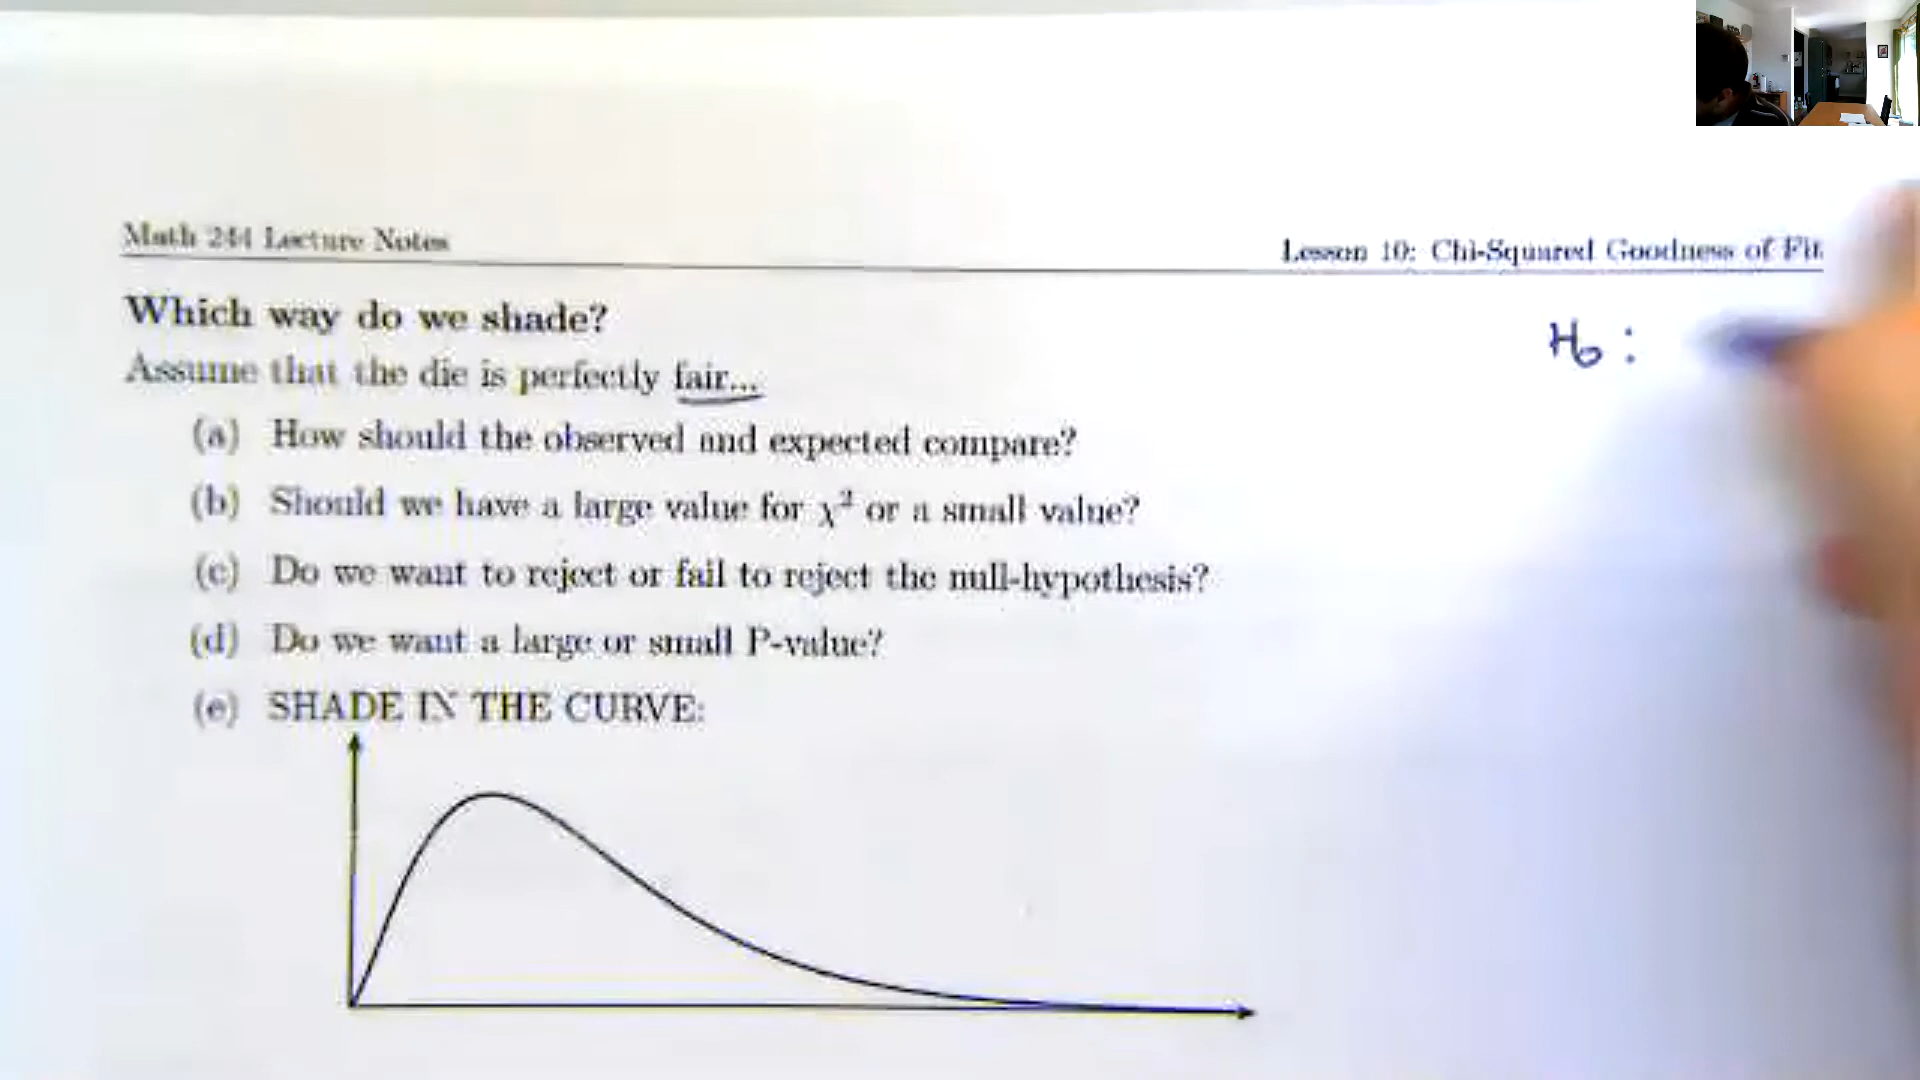 Math 244 Lecture Notes
Lesson 10: Chi-Squared Goodness of Fit
Which way do we shade?
H₀ :
Assume that the die is perfectly fair...
(a) How should the observed and expected compare?
(b) Should we have a large value for χ² or a small value?
(c) Do we want to reject or fail to reject the null-hypothesis?
(d) Do we want a large or small P-value?
(e) SHADE IN THE CURVE: